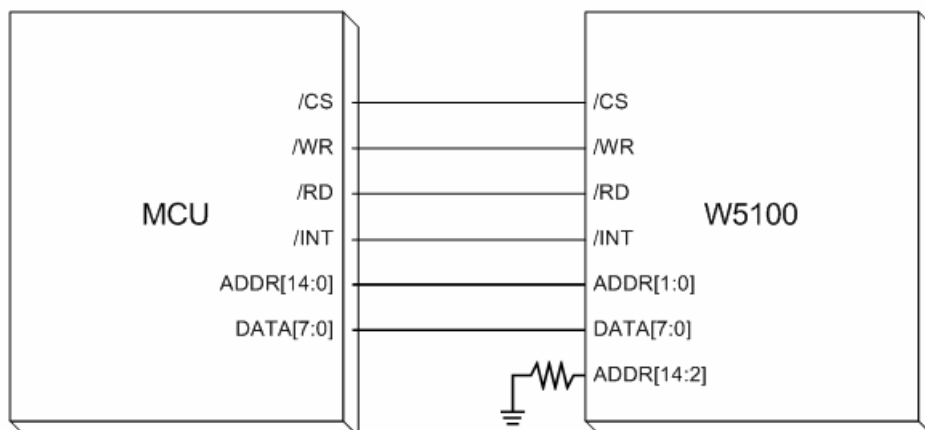 /CS
/WR
/RD
MCU
/INT
ADDR[14:0]
DATA[7:0]
/CS
/WR
/RD
W5100
/INT
ADDR[1:0]
DATA[7:0]
ADDR[14:2]